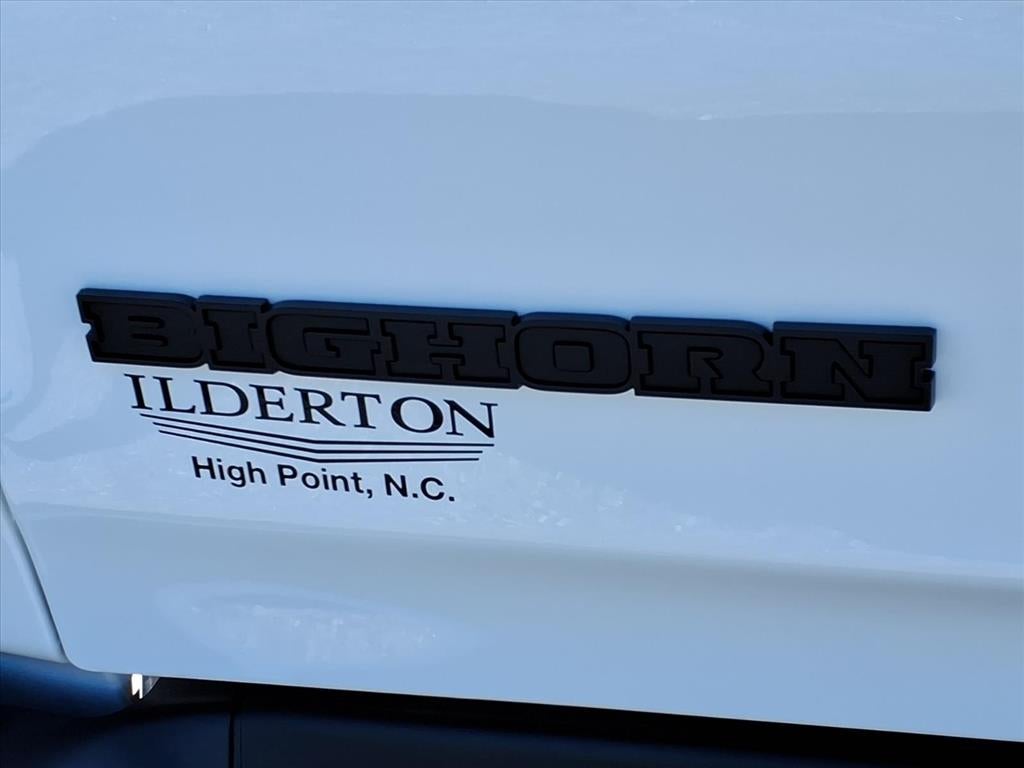 BIGHORN
ILDERTON
High Point, N.C.